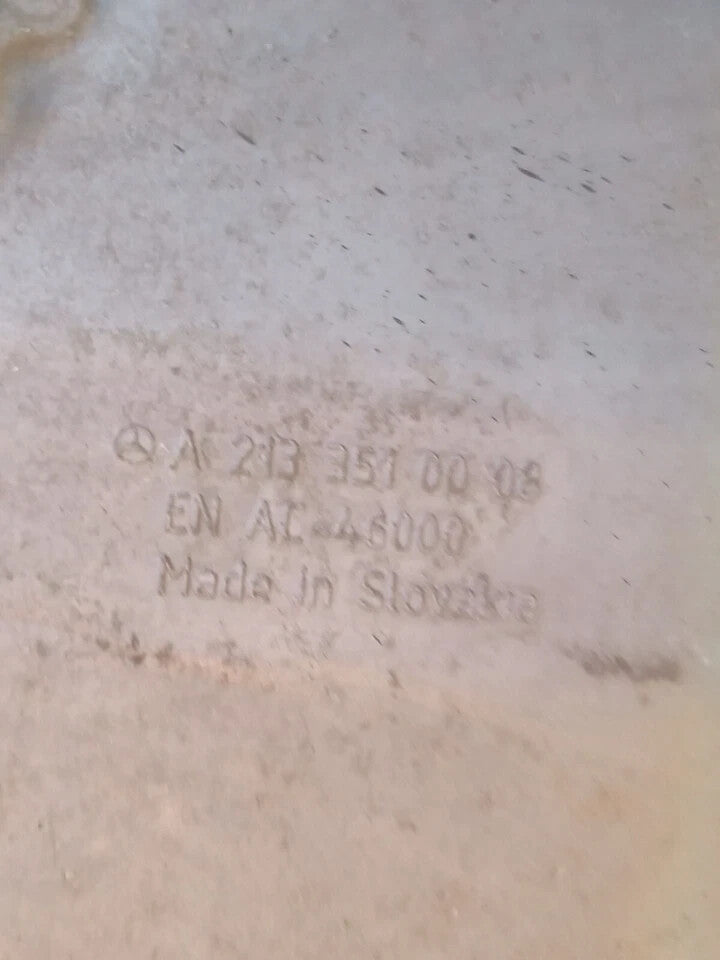 A 213 351 00 08
EN AC-46000
Made in Slovakia